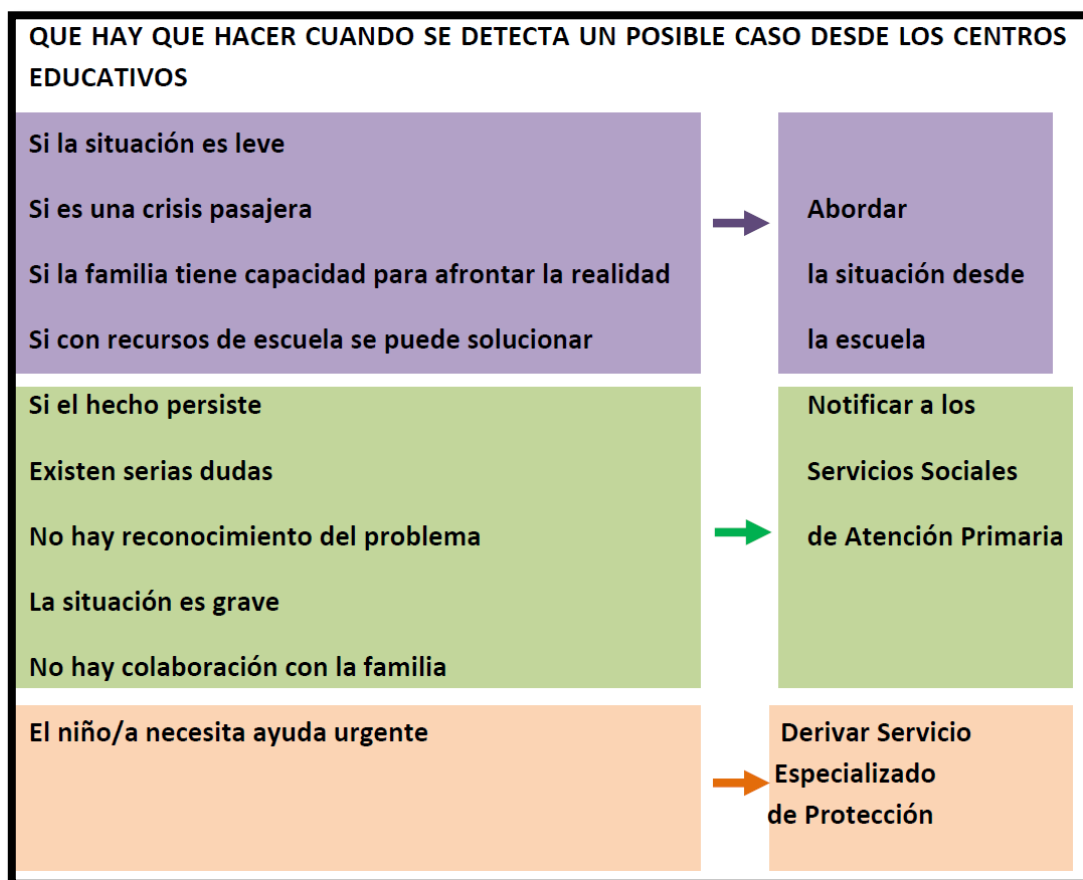 QUE HAY QUE HACER CUANDO SE DETECTA UN POSIBLE CASO DESDE LOS CENTROS
EDUCATIVOS
Si la situación es leve
Si es una crisis pasajera
Si la familia tiene capacidad para afrontar la realidad
Si con recursos de escuela se puede solucionar
Abordar
la situación desde
la escuela
Si el hecho persiste
Existen serias dudas
No hay reconocimiento del problema
La situación es grave
No hay colaboración con la familia
Notificar a los
Servicios Sociales
de Atención Primaria
El niño/a necesita ayuda urgente
Derivar Servicio
Especializado
de Protección